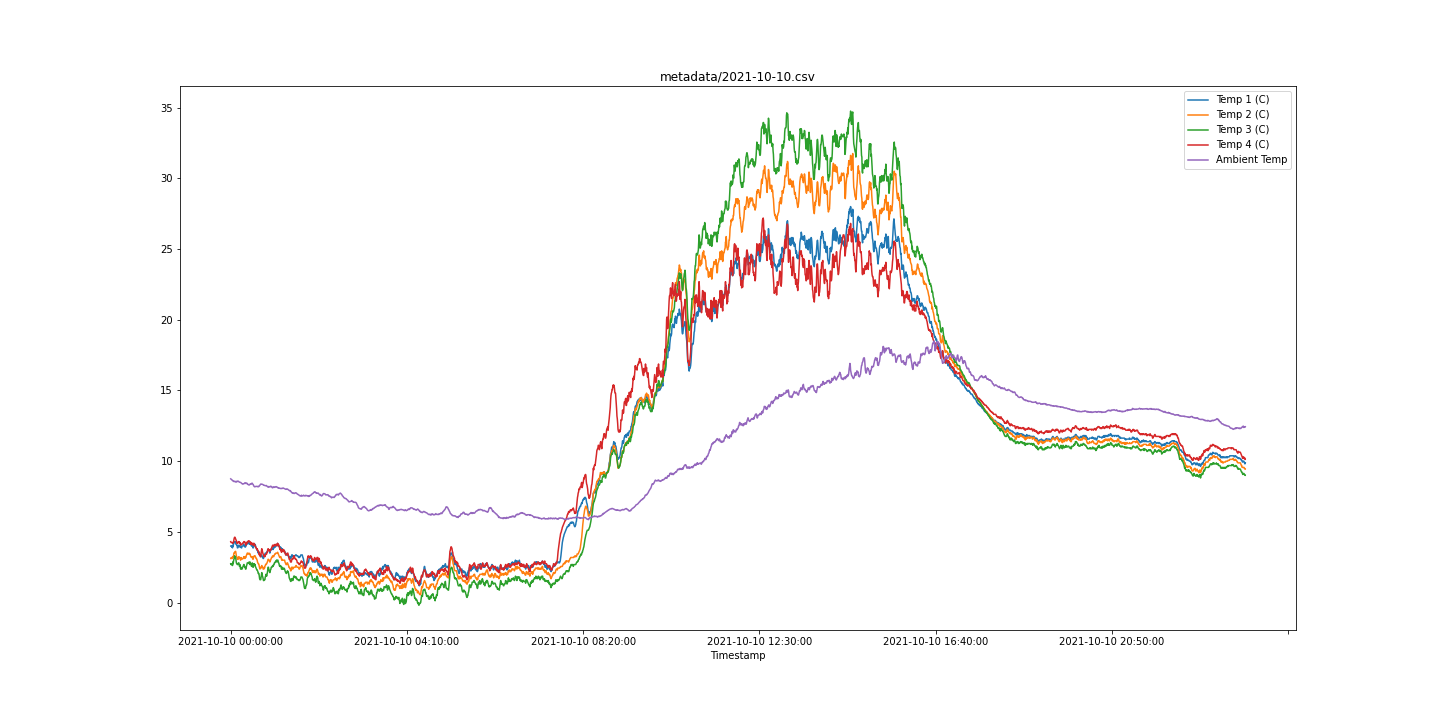 metadata/2021-10-10.csv
Temp 1 (C)
Temp 2 (C)
Temp 3 (C)
Temp 4 (C)
Ambient Temp
35
30
25
20
15
10
5
0
2021-10-10 00:00:00 2021-10-10 04:10:00 2021-10-10 08:20:00 2021-10-10 12:30:00 2021-10-10 16:40:00 2021-10-10 20:50:00
Timestamp